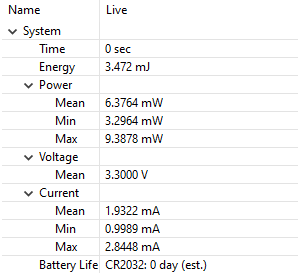 Name Live
System
Time 0 sec
Energy 3.472 mJ
Power
Mean 6.3764 mW
Min 3.2964 mW
Max 9.3878 mW
Voltage
Mean 3.3000 V
Current
Mean 1.9322 mA
Min 0.9989 mA
Max 2.8448 mA
Battery Life CR2032: 0 day (est.)